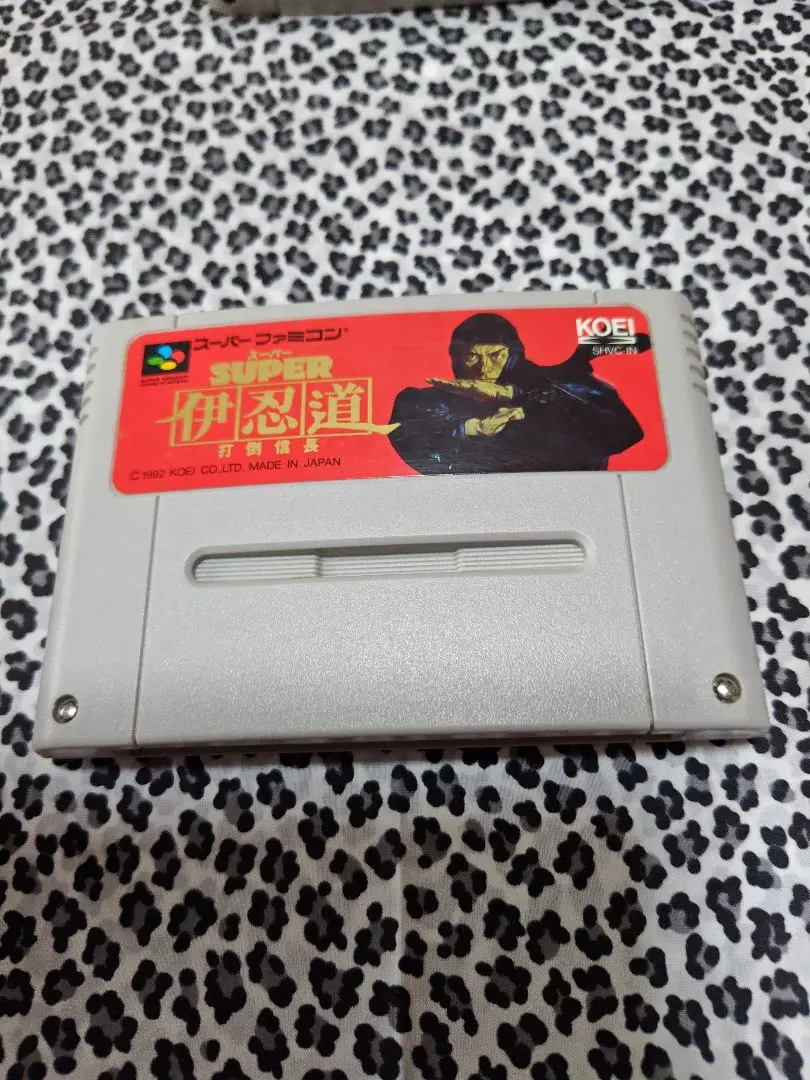 スーパーファミコン
KOEI
SHVC-IN
スーパー
SUPER
伊忍道
打倒信長
© 1992 KOEI CO.,LTD. MADE IN JAPAN